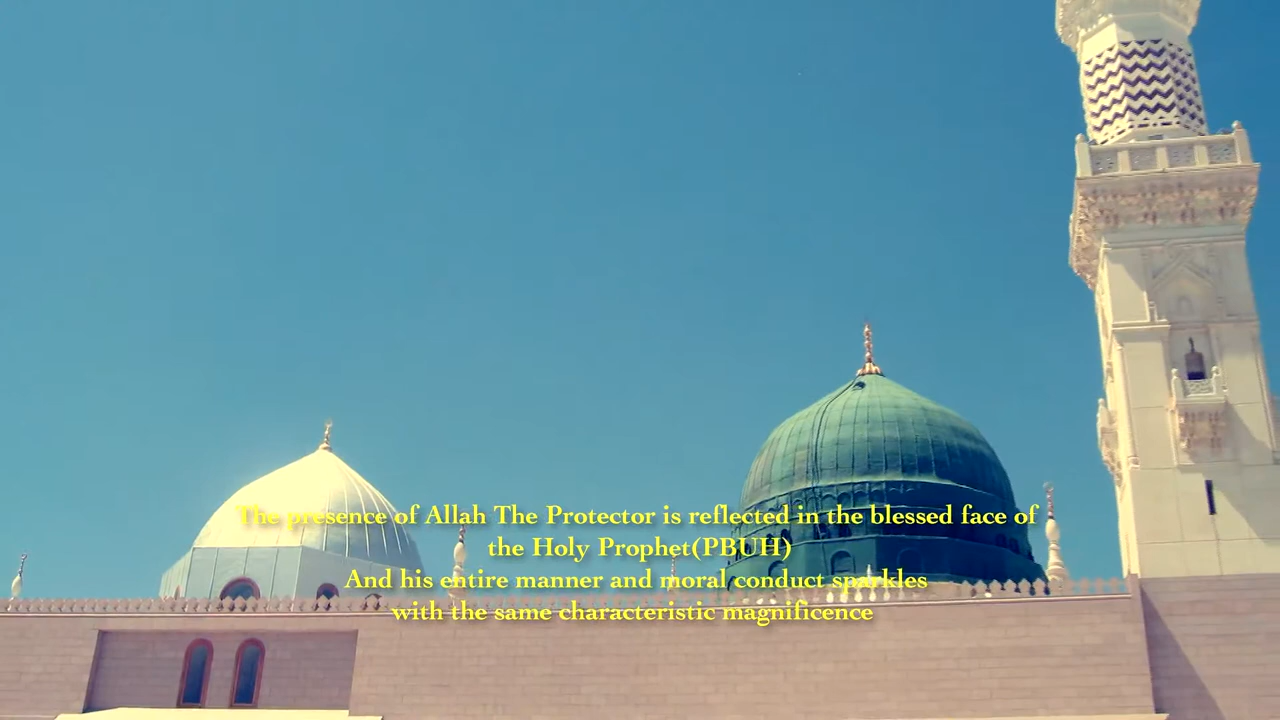 The presence of Allah The Protector is reflected in the blessed face of
the Holy Prophet(PBUH)
And his entire manner and moral conduct sparkles
with the same characteristic magnificence